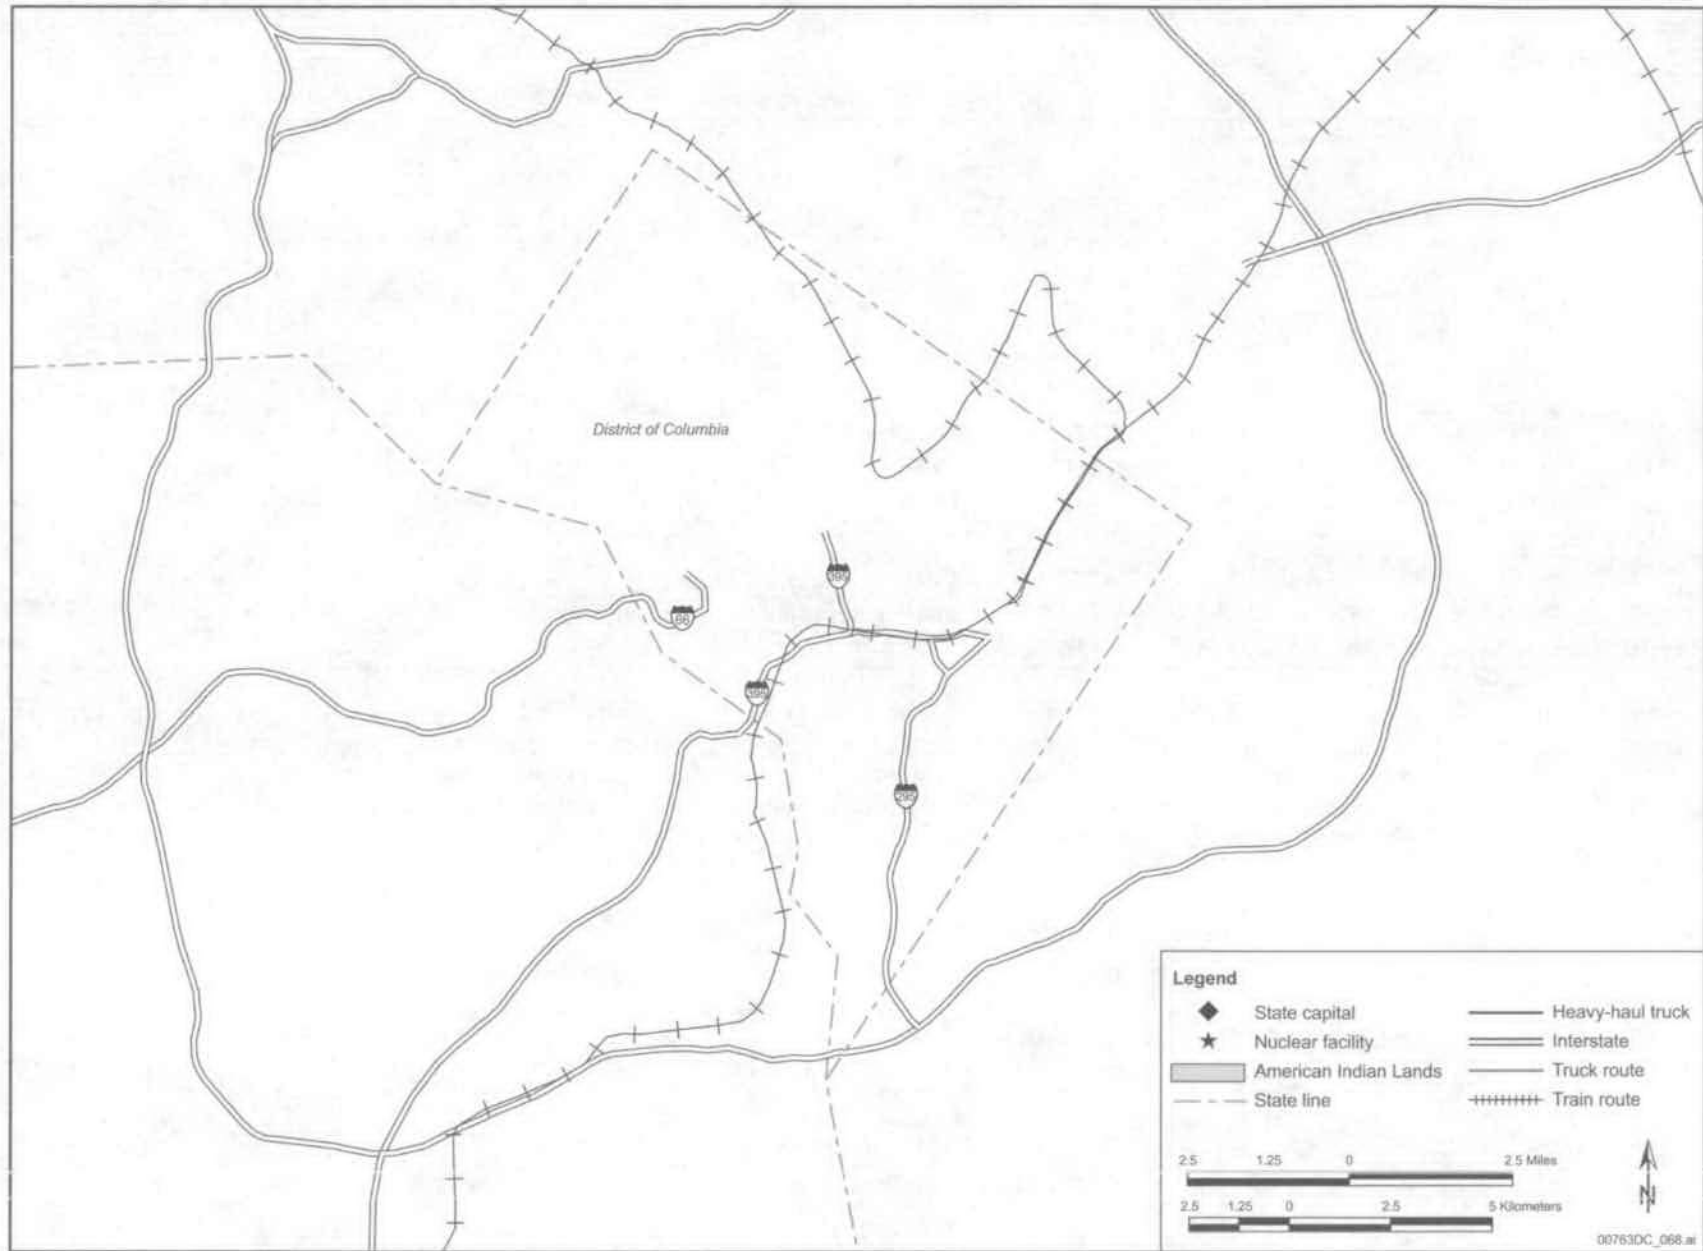 District of Columbia
395
66
395
295
Legend
State capital
Nuclear facility
American Indian Lands
State line
Heavy-haul truck
Interstate
Truck route
Train route
2.5 1.25 0 2.5 Miles
2.5 1.25 0 2.5 5 Kilometers
N
00763DC_068.ai